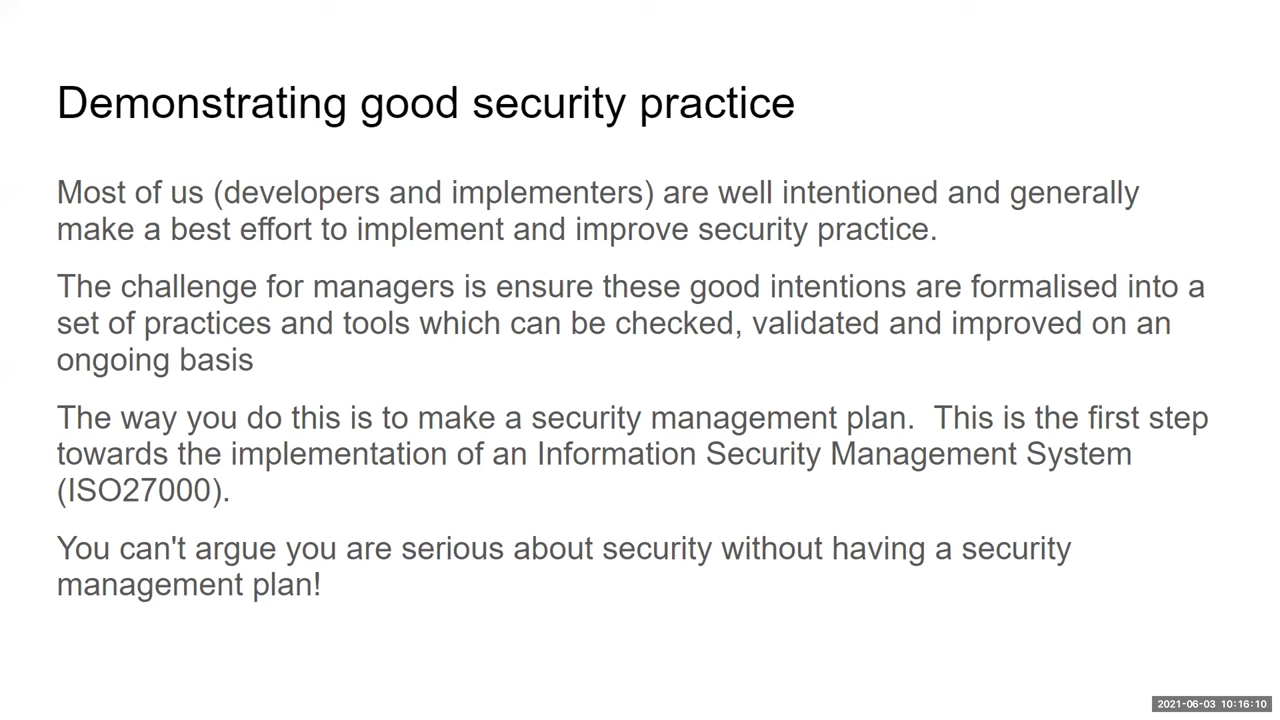 Demonstrating good security practice
Most of us (developers and implementers) are well intentioned and generally
make a best effort to implement and improve security practice.
The challenge for managers is ensure these good intentions are formalised into a
set of practices and tools which can be checked, validated and improved on an
ongoing basis
The way you do this is to make a security management plan.  This is the first step
towards the implementation of an Information Security Management System
(ISO27000).
You can't argue you are serious about security without having a security
management plan!
2021-06-03 10:16:10